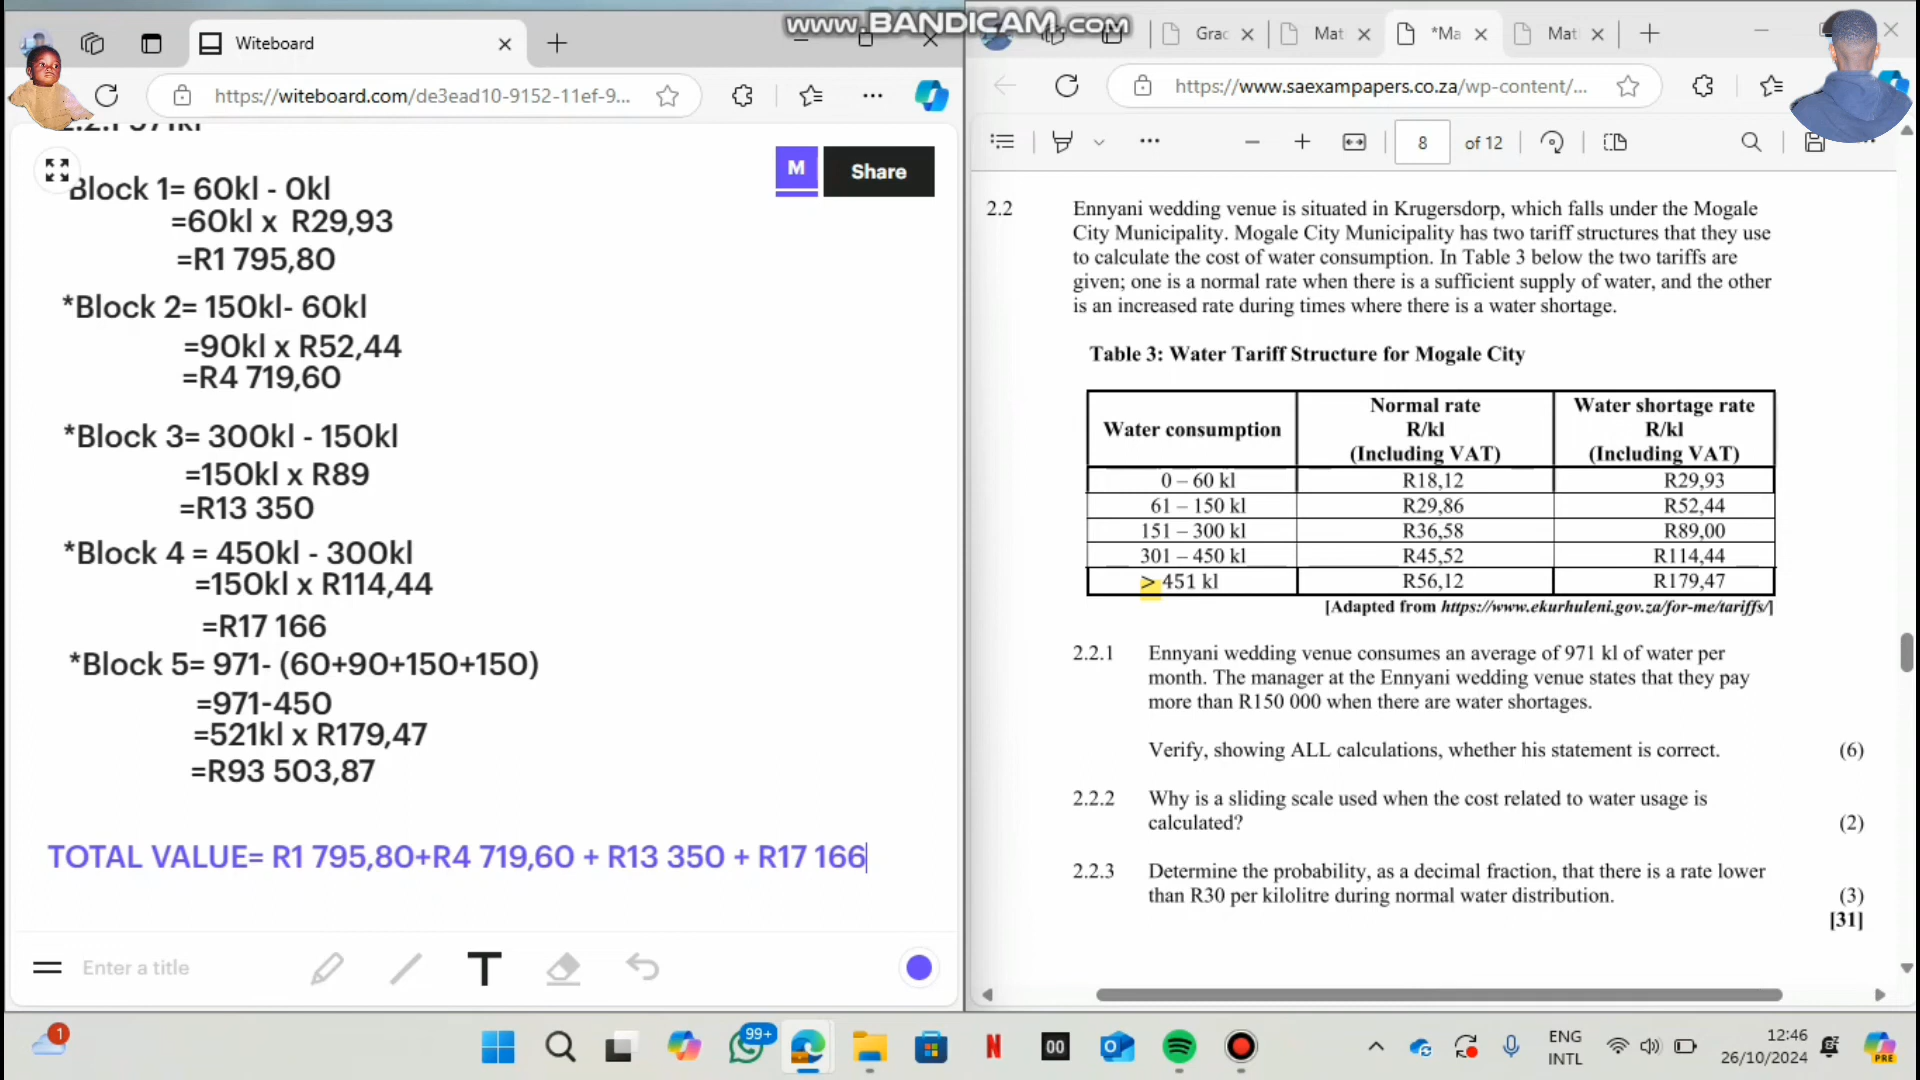 www.BANDICAM.com
Witeboard
Grac
Mat
*Ma
Mat
https://witeboard.com/de3ead10-9152-11ef-9...
https://www.saexampapers.co.za/wp-content/...
8 of 12
M
Share
Block 1= 60kl - 0kl
=60kl x R29,93
=R1 795,80
*Block 2= 150kl- 60kl
=90kl x R52,44
=R4 719,60
*Block 3= 300kl - 150kl
=150kl x R89
=R13 350
*Block 4 = 450kl - 300kl
=150kl x R114,44
=R17 166
*Block 5= 971- (60+90+150+150)
=971-450
=521kl x R179,47
=R93 503,87
TOTAL VALUE= R1 795,80+R4 719,60 + R13 350 + R17 166
Enter a title
2.2 Ennyani wedding venue is situated in Krugersdorp, which falls under the Mogale
City Municipality. Mogale City Municipality has two tariff structures that they use
to calculate the cost of water consumption. In Table 3 below the two tariffs are
given; one is a normal rate when there is a sufficient supply of water, and the other
is an increased rate during times where there is a water shortage.
Table 3: Water Tariff Structure for Mogale City
Water consumption
Normal rate
R/kl
(Including VAT)
Water shortage rate
R/kl
(Including VAT)
0 – 60 kl R18,12 R29,93
61 – 150 kl R29,86 R52,44
151 – 300 kl R36,58 R89,00
301 – 450 kl R45,52 R114,44
> 451 kl R56,12 R179,47
[Adapted from https://www.ekurhuleni.gov.za/for-me/tariffs/]
2.2.1 Ennyani wedding venue consumes an average of 971 kl of water per
month. The manager at the Ennyani wedding venue states that they pay
more than R150 000 when there are water shortages.
Verify, showing ALL calculations, whether his statement is correct. (6)
2.2.2 Why is a sliding scale used when the cost related to water usage is
calculated? (2)
2.2.3 Determine the probability, as a decimal fraction, that there is a rate lower
than R30 per kilolitre during normal water distribution. (3)
[31]
1
99+
00
ENG
INTL
12:46
26/10/2024
PRE